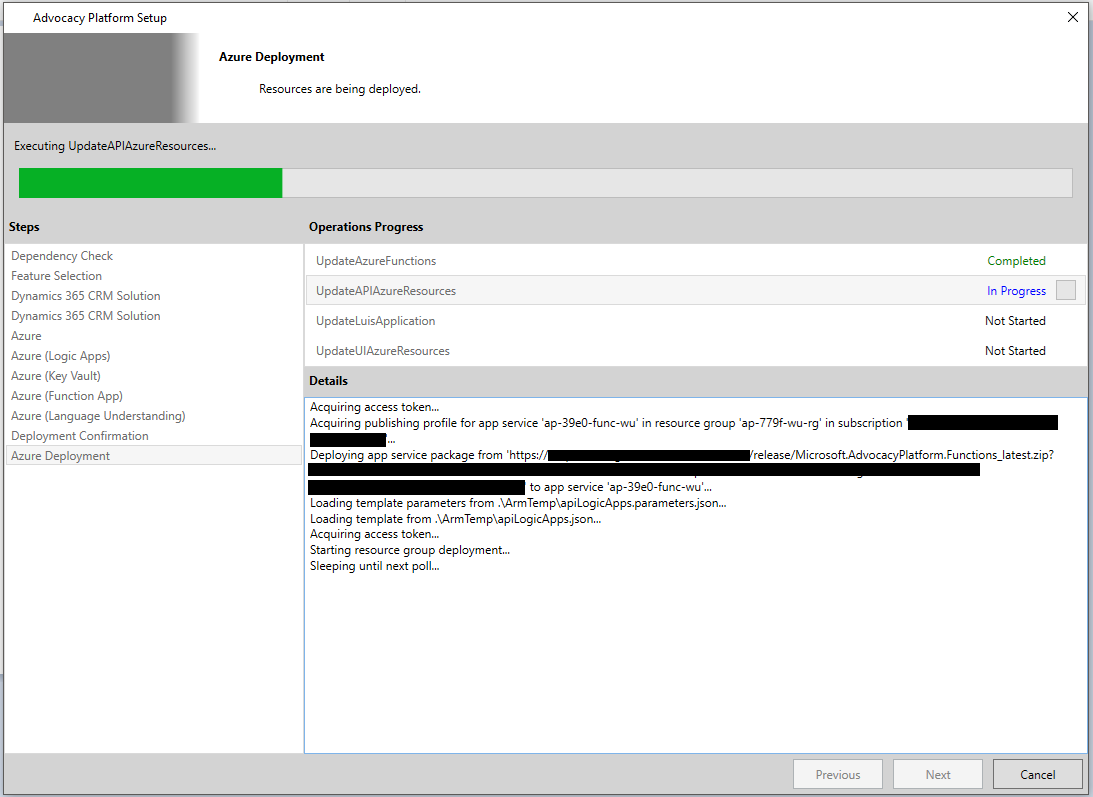 Advocacy Platform Setup
Azure Deployment
Resources are being deployed.
Executing UpdateAPIAzureResources...
Steps
Dependency Check
Feature Selection
Dynamics 365 CRM Solution
Dynamics 365 CRM Solution
Azure
Azure (Logic Apps)
Azure (Key Vault)
Azure (Function App)
Azure (Language Understanding)
Deployment Confirmation
Azure Deployment
Operations Progress
UpdateAzureFunctions Completed
UpdateAPIAzureResources In Progress
UpdateLuisApplication Not Started
UpdateUIAzureResources Not Started
Details
Acquiring access token...
Acquiring publishing profile for app service 'ap-39e0-func-wu' in resource group 'ap-779f-wu-rg' in subscription '
'...
Deploying app service package from 'https:// /release/Microsoft.AdvocacyPlatform.Functions_latest.zip?
' to app service 'ap-39e0-func-wu'...
Loading template parameters from .\ArmTemp\apiLogicApps.parameters.json...
Loading template from .\ArmTemp\apiLogicApps.json...
Acquiring access token...
Starting resource group deployment...
Sleeping until next poll...
Previous Next Cancel